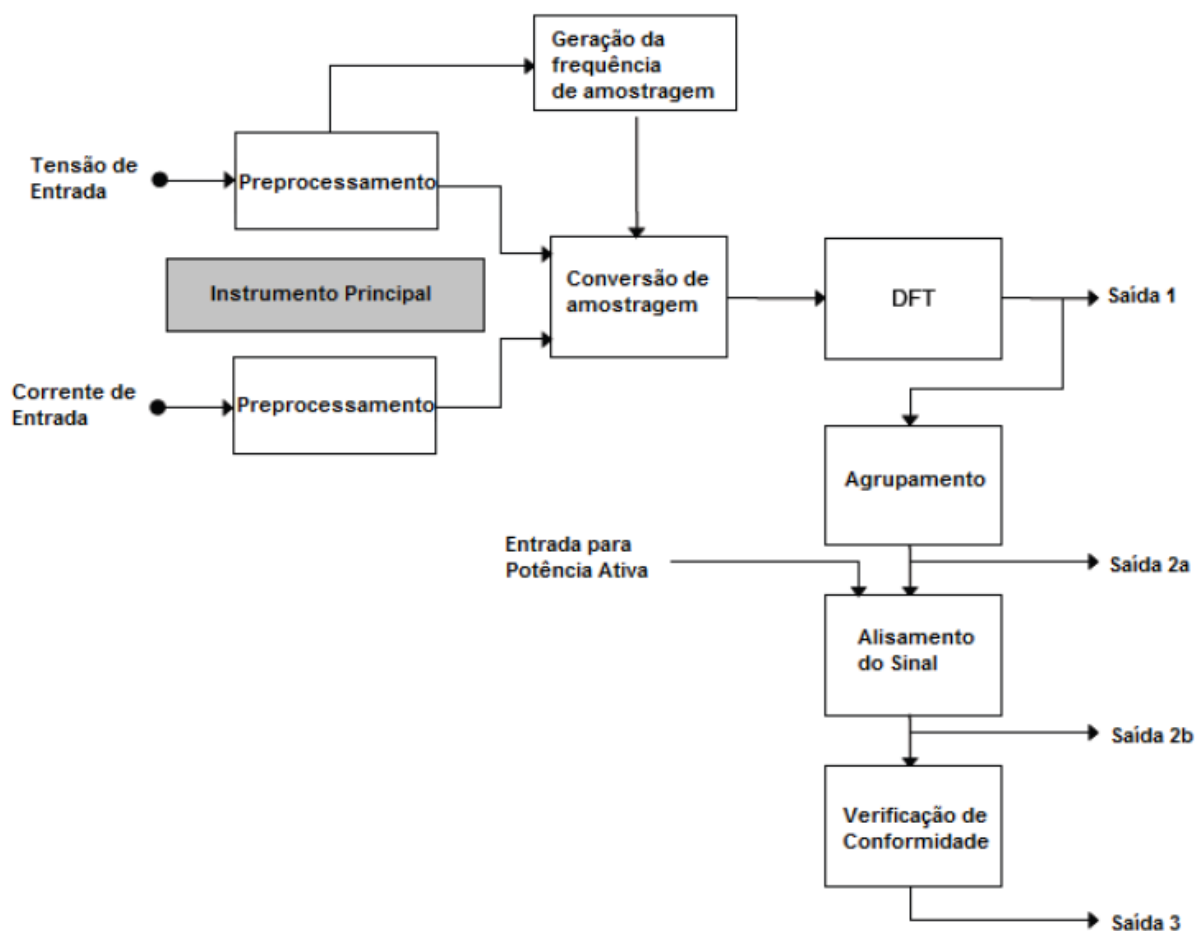 Geração da
frequência
de amostragem
Tensão de
Entrada
Preprocessamento
Instrumento Principal
Conversão de
amostragem
DFT
Saída 1
Corrente de
Entrada
Preprocessamento
Agrupamento
Entrada para
Potência Ativa
Saída 2a
Alisamento
do Sinal
Saída 2b
Verificação de
Conformidade
Saída 3